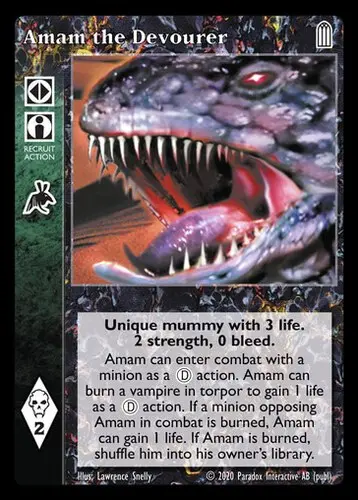 Amam the Devourer
RECRUIT
ACTION
2
Unique mummy with 3 life.
2 strength, 0 bleed.
Amam can enter combat with a
minion as a Ⓓ action. Amam can
burn a vampire in torpor to gain 1 life
as a Ⓓ action. If a minion opposing
Amam in combat is burned, Amam
can gain 1 life. If Amam is burned,
shuffle him into his owner's library.
Illus: Lawrence Snelly © 2020 Paradox Interactive AB (publ)